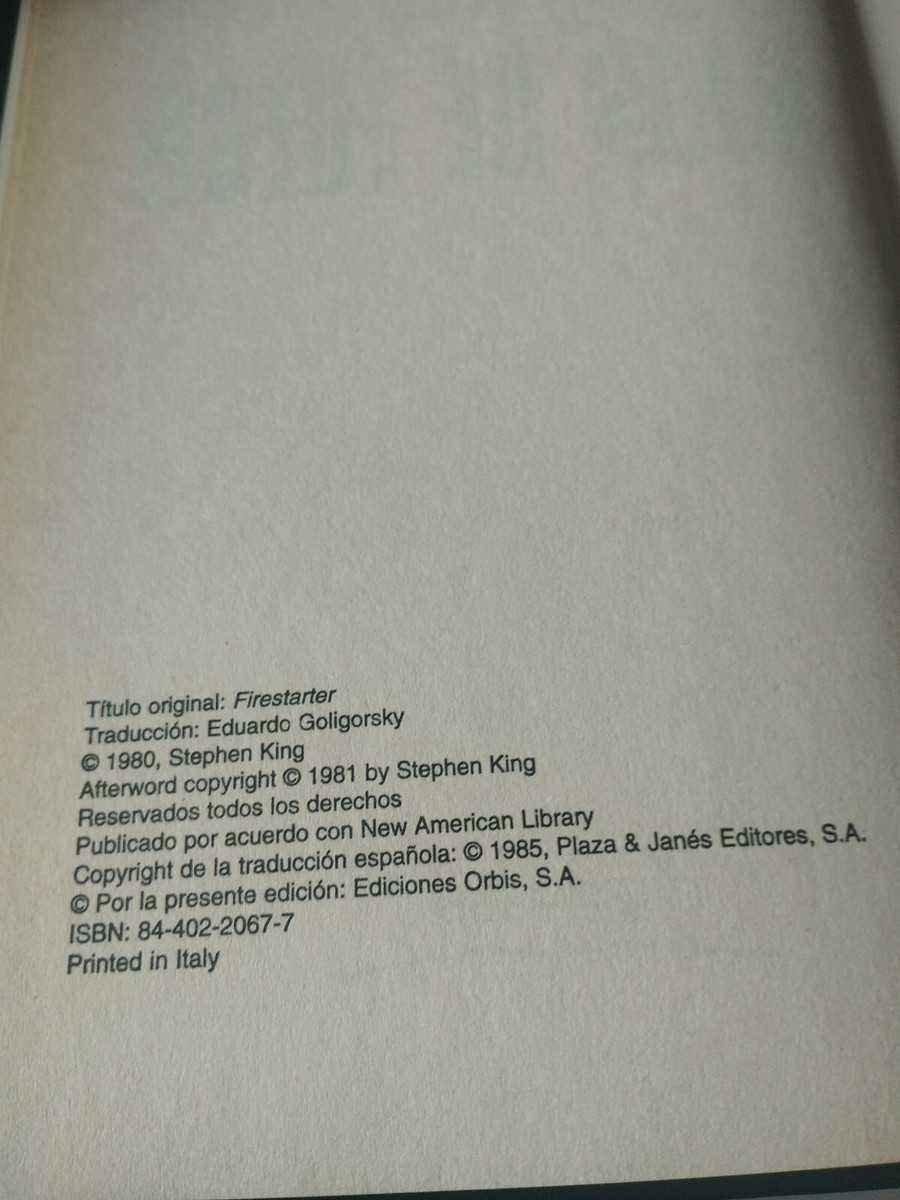 Título original: Firestarter
Traducción: Eduardo Goligorsky
© 1980, Stephen King
Afterword copyright © 1981 by Stephen King
Reservados todos los derechos
Publicado por acuerdo con New American Library
Copyright de la traducción española: © 1985, Plaza & Janés Editores, S.A.
© Por la presente edición: Ediciones Orbis, S.A.
ISBN: 84-402-2067-7
Printed in Italy